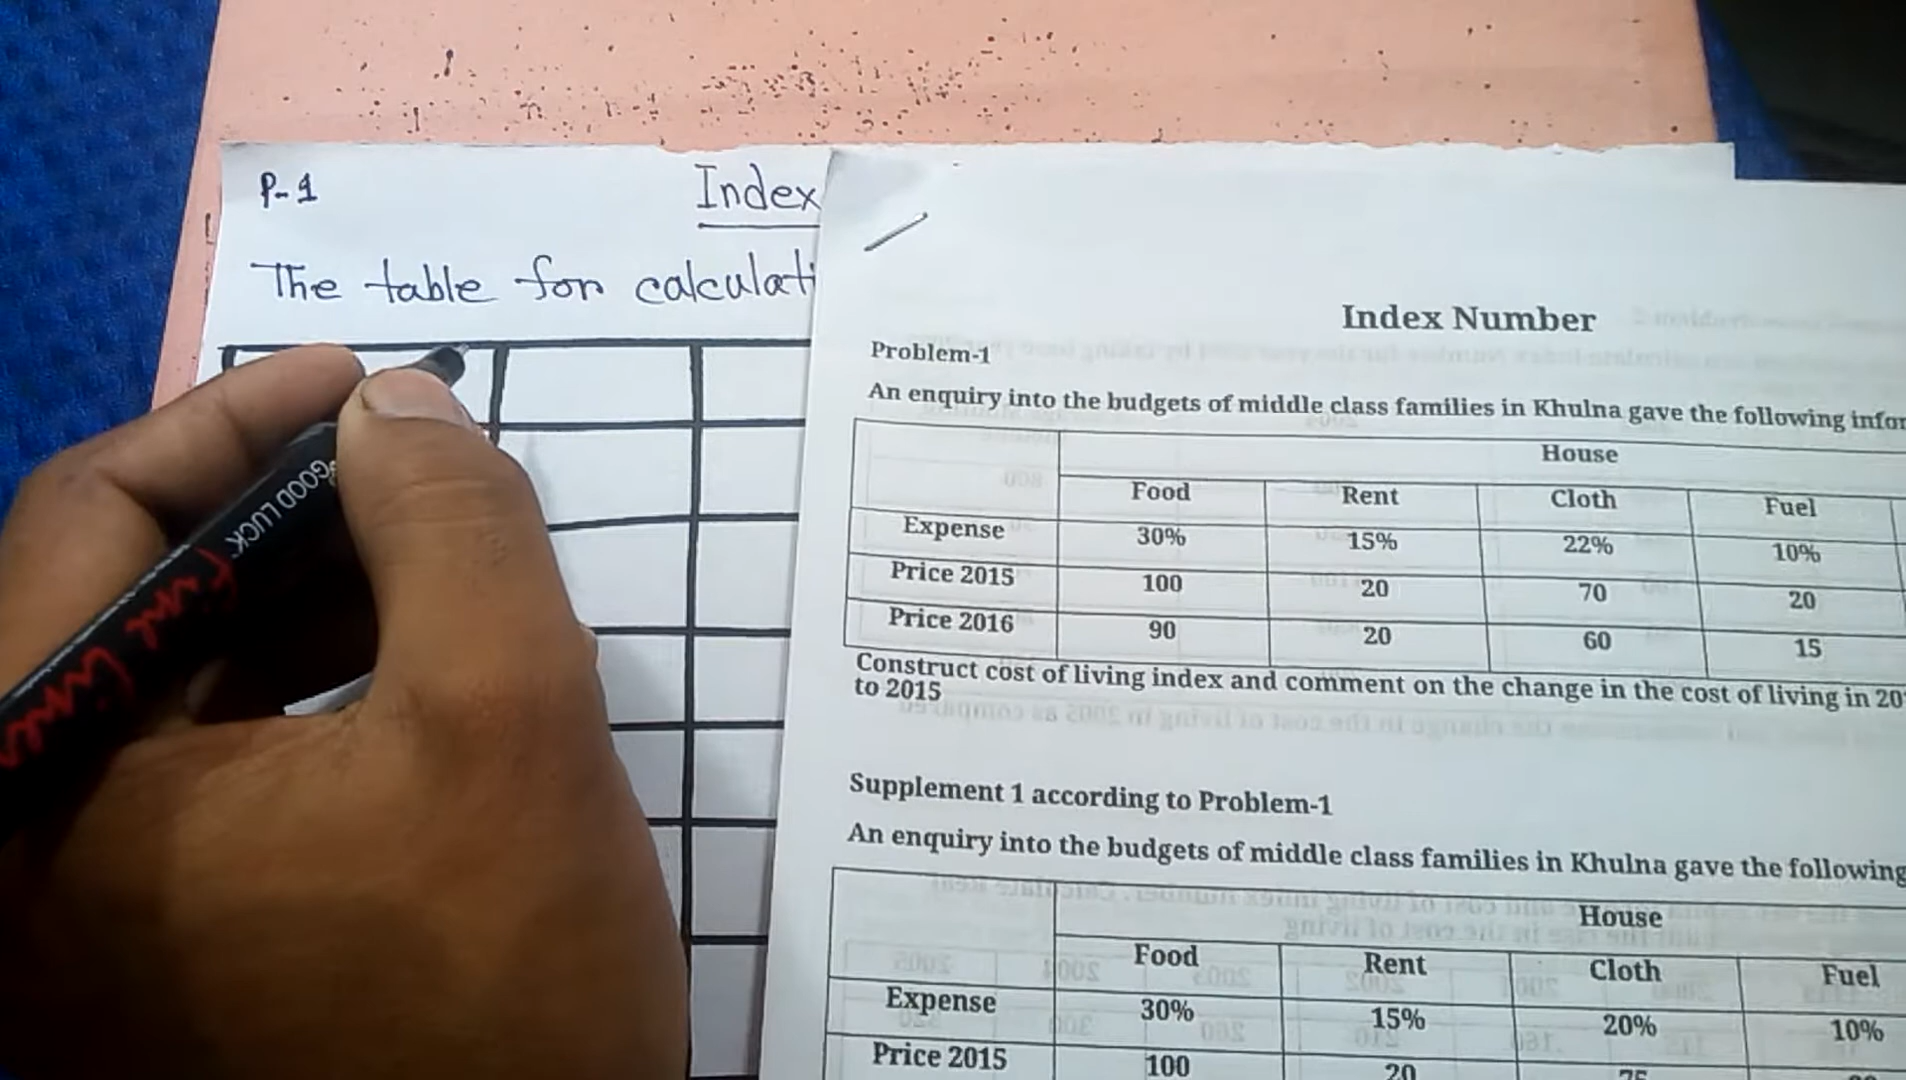 P-1
Index
The table for calculati
GOOD LUCK
Fine Liner
Index Number
Problem-1
An enquiry into the budgets of middle class families in Khulna gave the following infor
House
Food Rent Cloth Fuel
Expense 30% 15% 22% 10%
Price 2015 100 20 70 20
Price 2016 90 20 60 15
Construct cost of living index and comment on the change in the cost of living in 20
to 2015
Supplement 1 according to Problem-1
An enquiry into the budgets of middle class families in Khulna gave the following
House
Food Rent Cloth Fuel
Expense 30% 15% 20% 10%
Price 2015 100 20 75